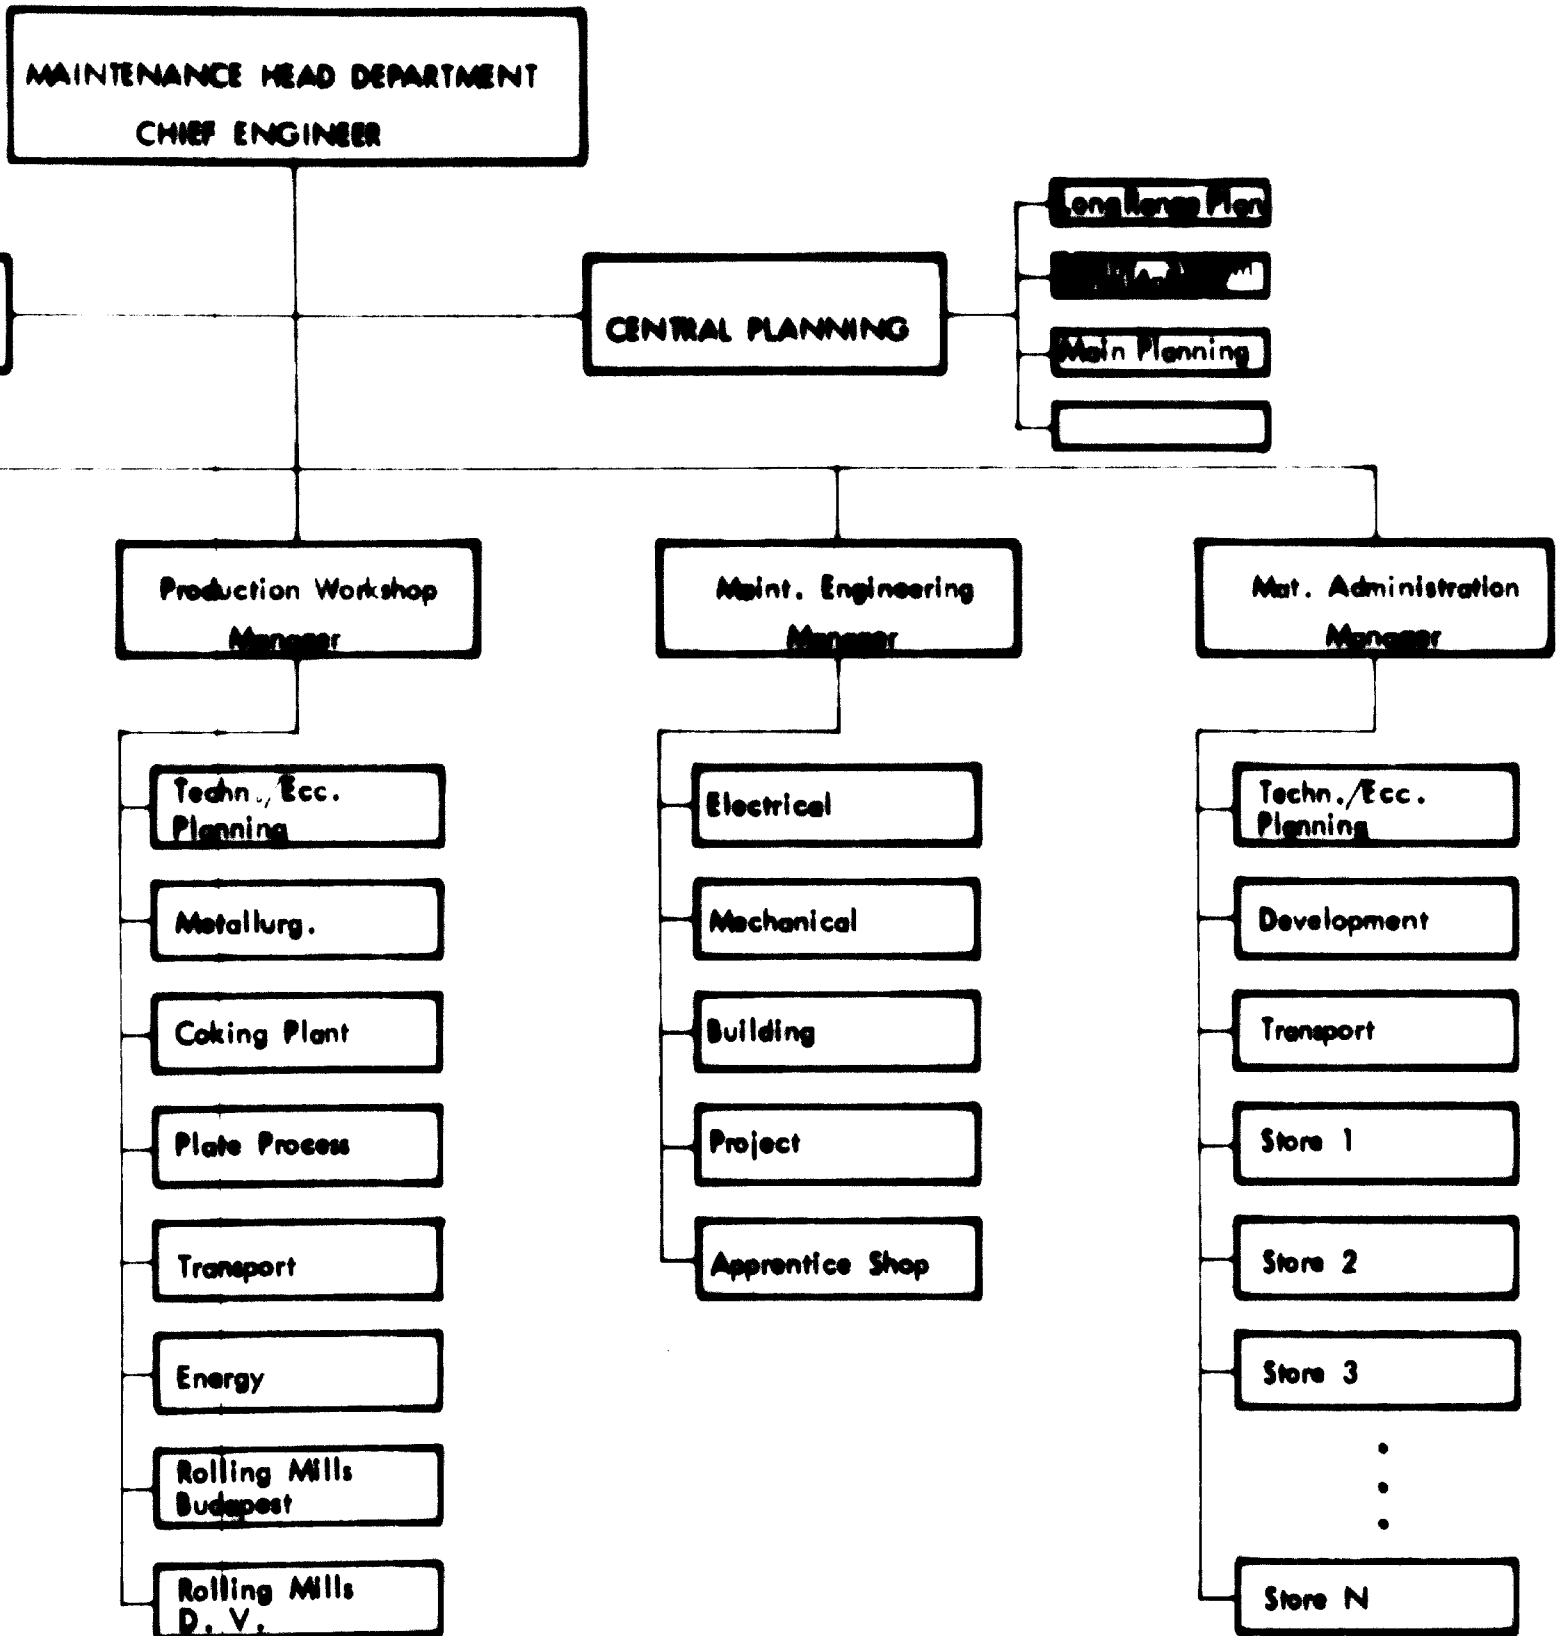 MAINTENANCE HEAD DEPARTMENT
CHIEF ENGINEER
Long Range Plan
CENTRAL PLANNING
Main Planning
Production Workshop
Manager
Maint. Engineering
Manager
Mat. Administration
Manager
Techn./Ecc.
Planning
Metallurg.
Coking Plant
Plate Process
Transport
Energy
Rolling Mills
Budapest
Rolling Mills
D. V.
Electrical
Mechanical
Building
Project
Apprentice Shop
Techn./Ecc.
Planning
Development
Transport
Store 1
Store 2
Store 3
Store N